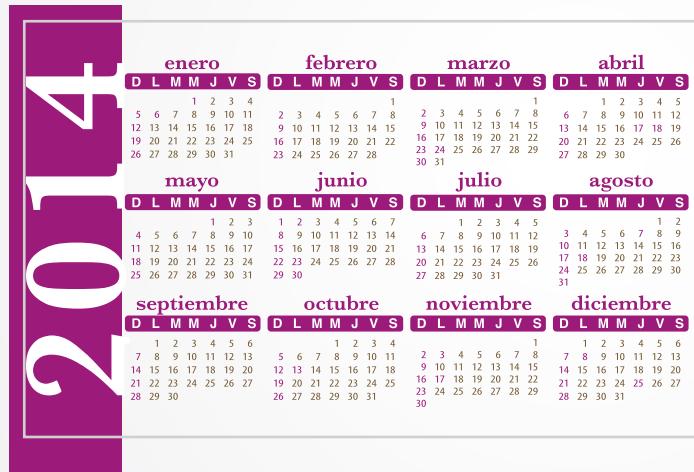 2014
enero
D L M M J V S
1 2 3 4
5 6 7 8 9 10 11
12 13 14 15 16 17 18
19 20 21 22 23 24 25
26 27 28 29 30 31
febrero
D L M M J V S
1
2 3 4 5 6 7 8
9 10 11 12 13 14 15
16 17 18 19 20 21 22
23 24 25 26 27 28
marzo
D L M M J V S
1
2 3 4 5 6 7 8
9 10 11 12 13 14 15
16 17 18 19 20 21 22
23 24 25 26 27 28 29
30 31
abril
D L M M J V S
1 2 3 4 5
6 7 8 9 10 11 12
13 14 15 16 17 18 19
20 21 22 23 24 25 26
27 28 29 30
mayo
D L M M J V S
1 2 3
4 5 6 7 8 9 10
11 12 13 14 15 16 17
18 19 20 21 22 23 24
25 26 27 28 29 30 31
junio
D L M M J V S
1 2 3 4 5 6 7
8 9 10 11 12 13 14
15 16 17 18 19 20 21
22 23 24 25 26 27 28
29 30
julio
D L M M J V S
1 2 3 4 5
6 7 8 9 10 11 12
13 14 15 16 17 18 19
20 21 22 23 24 25 26
27 28 29 30 31
agosto
D L M M J V S
1 2
3 4 5 6 7 8 9
10 11 12 13 14 15 16
17 18 19 20 21 22 23
24 25 26 27 28 29 30
31
septiembre
D L M M J V S
1 2 3 4 5 6
7 8 9 10 11 12 13
14 15 16 17 18 19 20
21 22 23 24 25 26 27
28 29 30
octubre
D L M M J V S
1 2 3 4
5 6 7 8 9 10 11
12 13 14 15 16 17 18
19 20 21 22 23 24 25
26 27 28 29 30 31
noviembre
D L M M J V S
1
2 3 4 5 6 7 8
9 10 11 12 13 14 15
16 17 18 19 20 21 22
23 24 25 26 27 28 29
30
diciembre
D L M M J V S
1 2 3 4 5 6
7 8 9 10 11 12 13
14 15 16 17 18 19 20
21 22 23 24 25 26 27
28 29 30 31